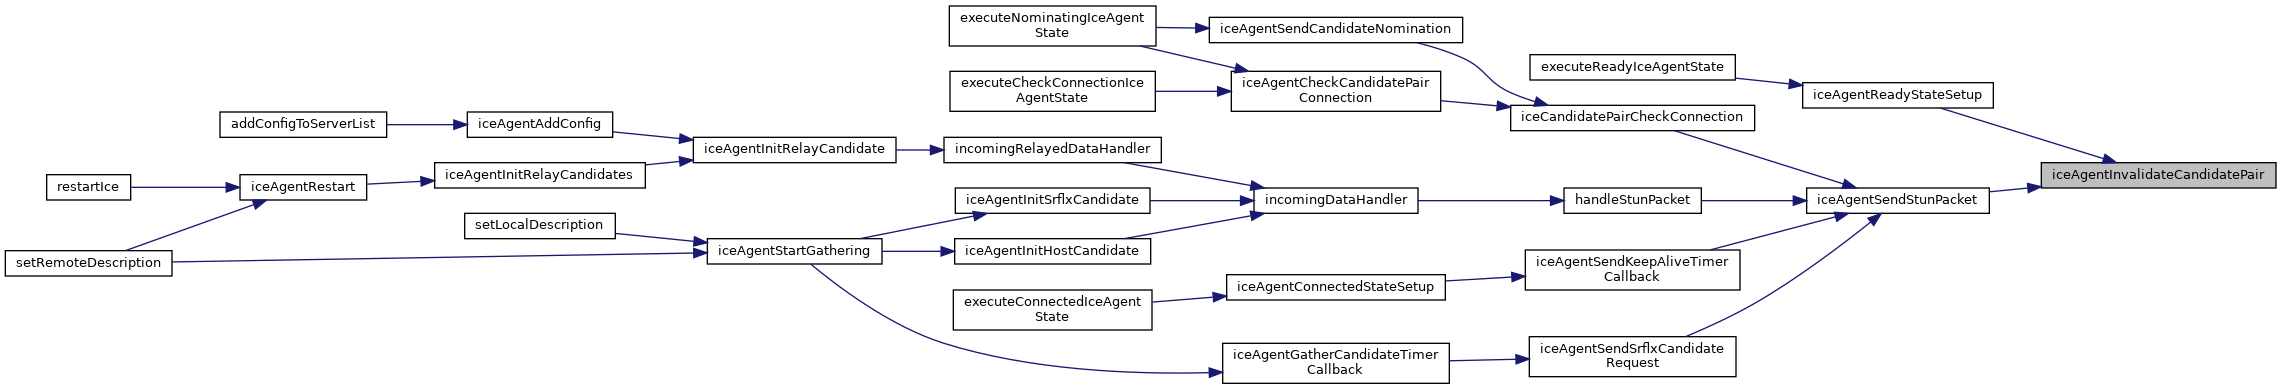 executeNominatingIceAgent
State
iceAgentSendCandidateNomination
executeReadyIceAgentState
executeCheckConnectionIce
AgentState
iceAgentCheckCandidatePair
Connection
iceAgentReadyStateSetup
addConfigToServerList
iceAgentAddConfig
iceCandidatePairCheckConnection
iceAgentInitRelayCandidate
incomingRelayedDataHandler
iceAgentInitRelayCandidates
iceAgentInvalidateCandidatePair
restartIce
iceAgentRestart
iceAgentInitSrflxCandidate
incomingDataHandler
handleStunPacket
iceAgentSendStunPacket
setLocalDescription
iceAgentStartGathering
iceAgentInitHostCandidate
setRemoteDescription
iceAgentSendKeepAliveTimer
Callback
iceAgentConnectedStateSetup
executeConnectedIceAgent
State
iceAgentGatherCandidateTimer
Callback
iceAgentSendSrflxCandidate
Request